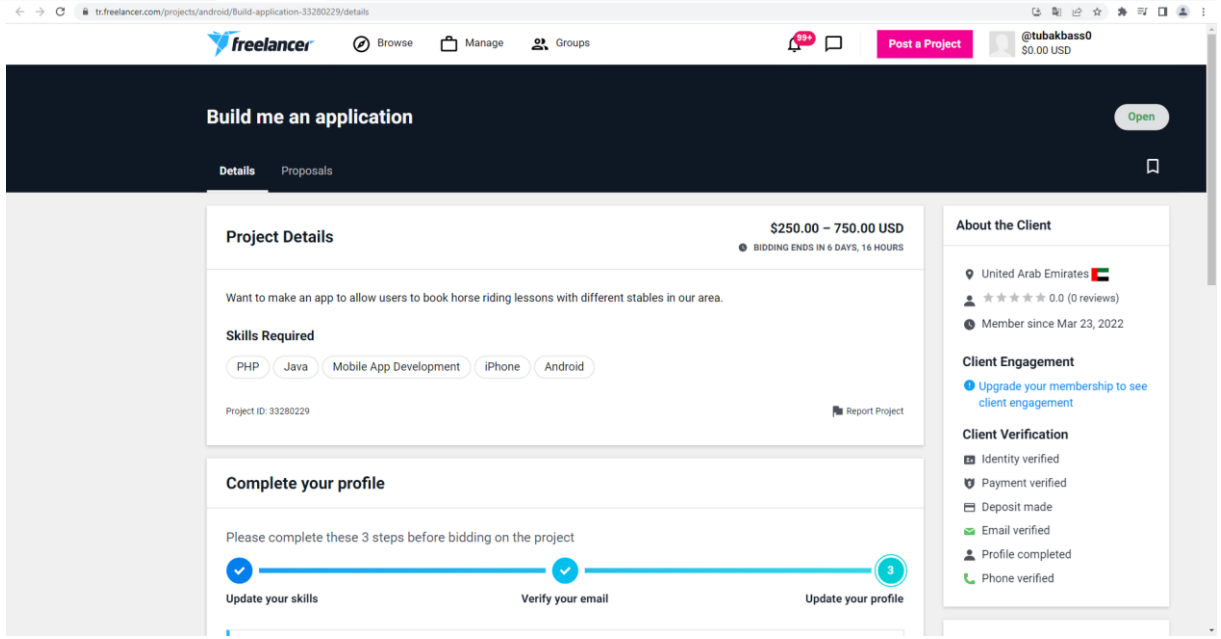 tr.freelancer.com/projects/android/Build-application-33280229/details
freelancer
Browse
Manage
Groups
99+
Post a Project
@tubakbass0
$0.00 USD
Build me an application
Open
Details
Proposals
Project Details
$250.00 – 750.00 USD
BIDDING ENDS IN 6 DAYS, 16 HOURS
Want to make an app to allow users to book horse riding lessons with different stables in our area.
Skills Required
PHP
Java
Mobile App Development
iPhone
Android
Project ID: 33280229
Report Project
Complete your profile
Please complete these 3 steps before bidding on the project
3
Update your skills
Verify your email
Update your profile
About the Client
United Arab Emirates
0.0 (0 reviews)
Member since Mar 23, 2022
Client Engagement
Upgrade your membership to see
client engagement
Client Verification
Identity verified
Payment verified
Deposit made
Email verified
Profile completed
Phone verified